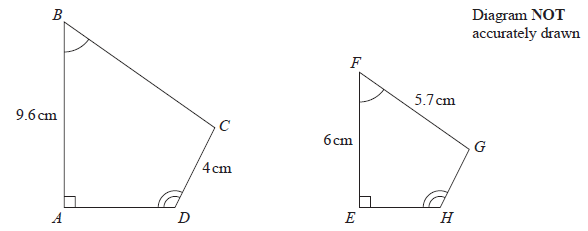 B
Diagram NOT
accurately drawn
F
5.7 cm
9.6 cm
C
6 cm
G
4 cm
A
D
E
H